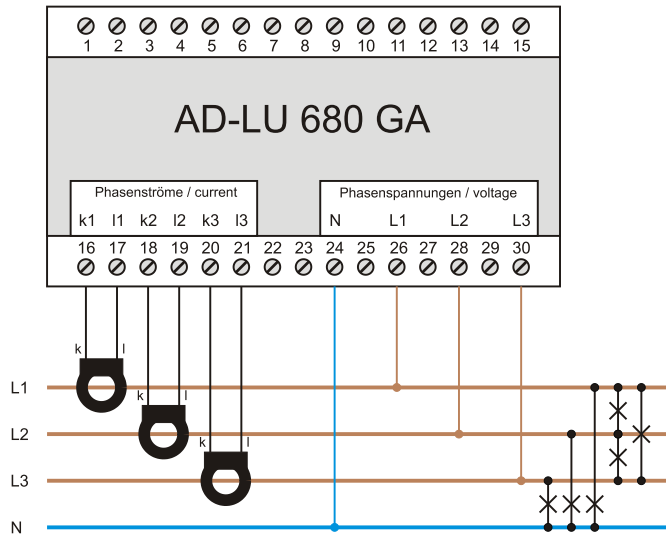 1 2 3 4 5 6 7 8 9 10 11 12 13 14 15
AD-LU 680 GA
Phasenströme / current
k1 l1 k2 l2 k3 l3
Phasenspannungen / voltage
N L1 L2 L3
16 17 18 19 20 21 22 23 24 25 26 27 28 29 30
k l
L1
k l
L2
k l
L3
N